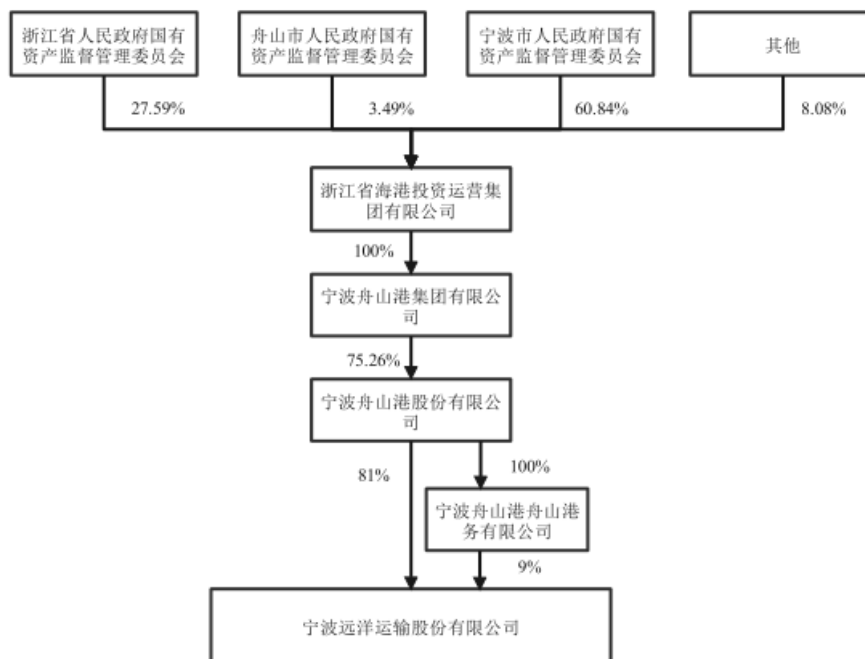 浙江省人民政府国有
资产监督管理委员会
舟山市人民政府国有
资产监督管理委员会
宁波市人民政府国有
资产监督管理委员会
其他
27.59%
3.49%
60.84%
8.08%
浙江省海港投资运营集
团有限公司
100%
宁波舟山港集团有限公
司
75.26%
宁波舟山港股份有限公
司
81%
100%
宁波舟山港舟山港
务有限公司
9%
宁波远洋运输股份有限公司